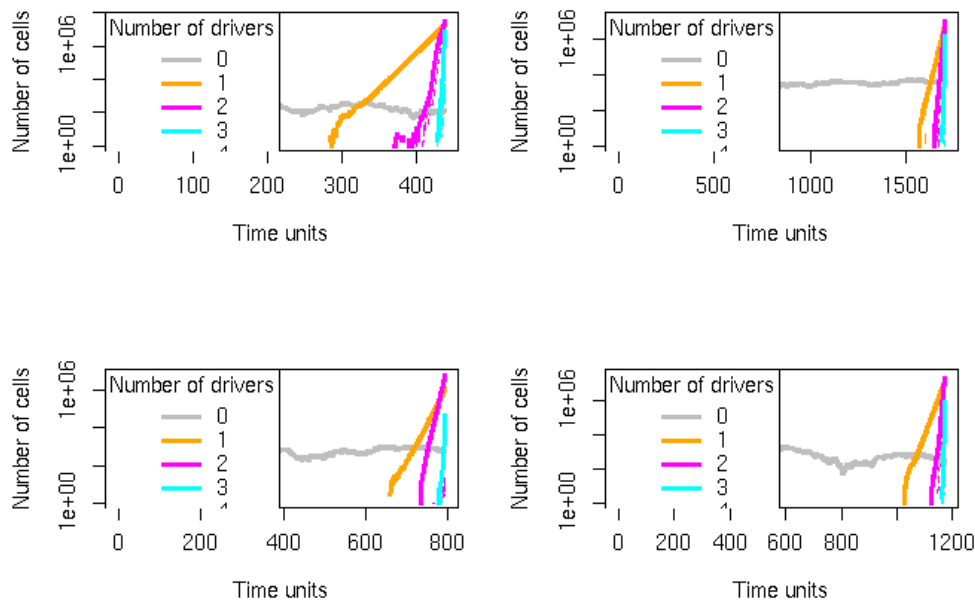 Number of cells
1e+06
1e+00
Number of drivers
0
1
2
3
0 100 200 300 400
Time units
Number of cells
1e+06
1e+00
Number of drivers
0
1
2
3
0 500 1000 1500
Time units
Number of cells
1e+06
1e+00
Number of drivers
0
1
2
3
0 200 400 600 800
Time units
Number of cells
1e+06
1e+00
Number of drivers
0
1
2
3
0 200 400 600 800 1200
Time units